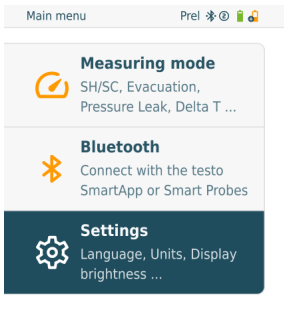 Main menu Prel
Measuring mode
SH/SC, Evacuation,
Pressure Leak, Delta T ...
Bluetooth
Connect with the testo
SmartApp or Smart Probes
Settings
Language, Units, Display
brightness ...